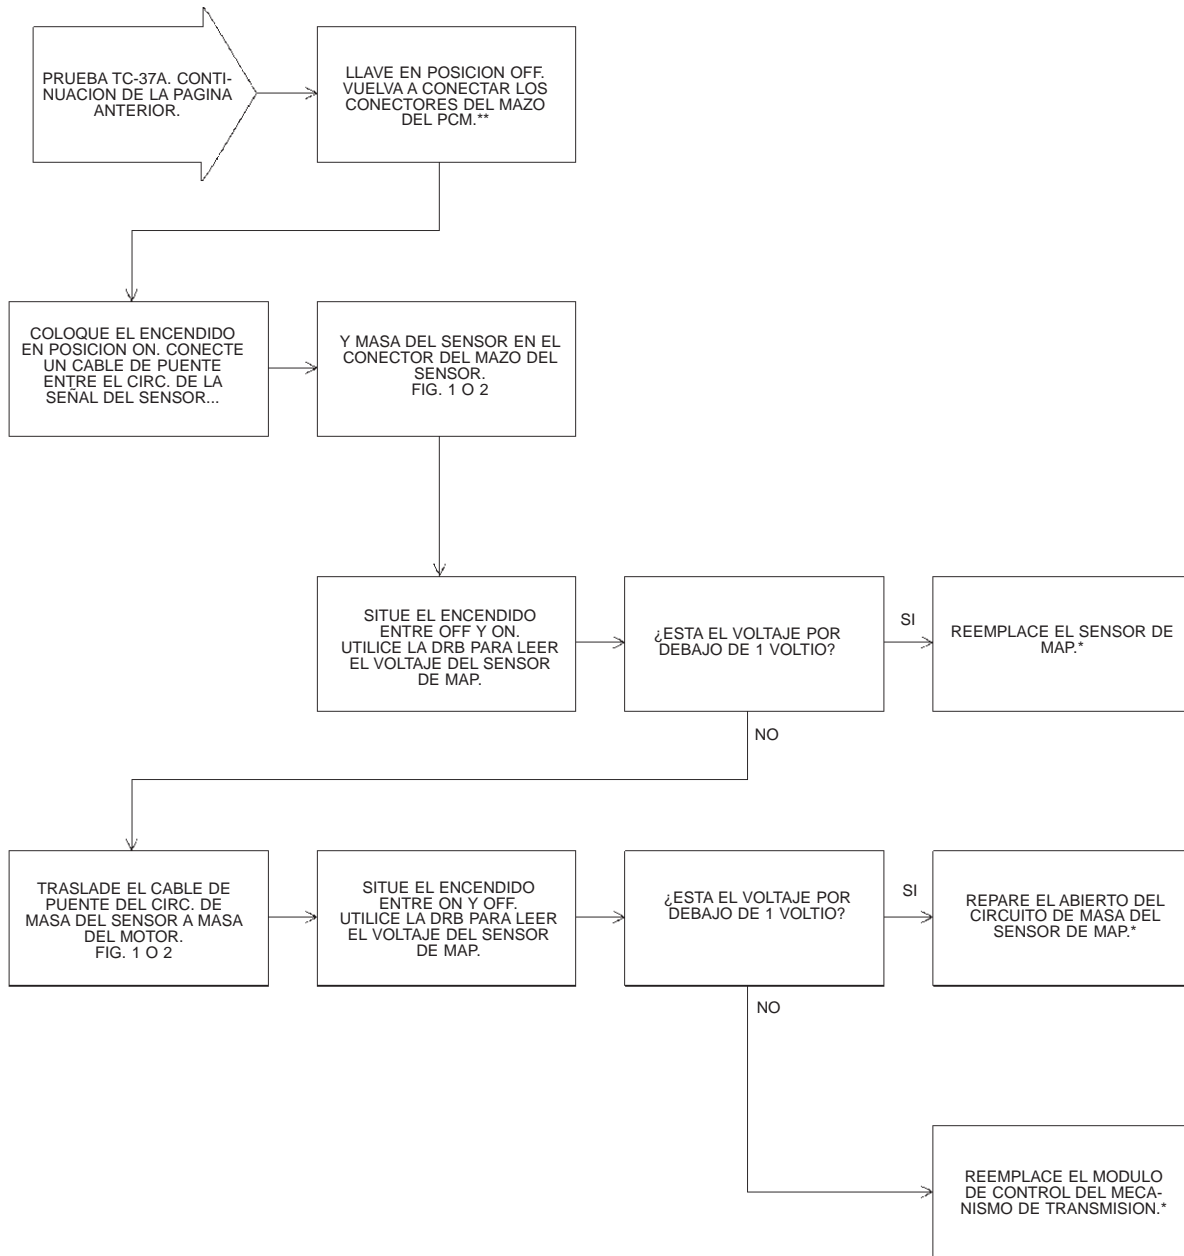 PRUEBA TC-37A. CONTI-
NUACION DE LA PAGINA
ANTERIOR.
LLAVE EN POSICION OFF.
VUELVA A CONECTAR LOS
CONECTORES DEL MAZO
DEL PCM.**
COLOQUE EL ENCENDIDO
EN POSICION ON. CONECTE
UN CABLE DE PUENTE
ENTRE EL CIRC. DE LA
SEÑAL DEL SENSOR...
Y MASA DEL SENSOR EN EL
CONECTOR DEL MAZO DEL
SENSOR.
FIG. 1 O 2
SITUE EL ENCENDIDO
ENTRE OFF Y ON.
UTILICE LA DRB PARA LEER
EL VOLTAJE DEL SENSOR
DE MAP.
¿ESTA EL VOLTAJE POR
DEBAJO DE 1 VOLTIO?
SI
REEMPLACE EL SENSOR DE
MAP.*
NO
TRASLADE EL CABLE DE
PUENTE DEL CIRC. DE
MASA DEL SENSOR A MASA
DEL MOTOR.
FIG. 1 O 2
SITUE EL ENCENDIDO
ENTRE ON Y OFF.
UTILICE LA DRB PARA LEER
EL VOLTAJE DEL SENSOR
DE MAP.
¿ESTA EL VOLTAJE POR
DEBAJO DE 1 VOLTIO?
SI
REPARE EL ABIERTO DEL
CIRCUITO DE MASA DEL
SENSOR DE MAP.*
NO
REEMPLACE EL MODULO
DE CONTROL DEL MECA-
NISMO DE TRANSMISION.*